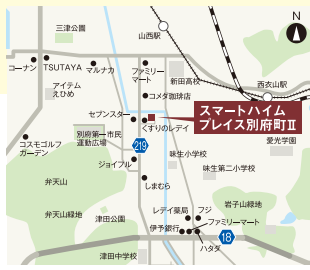 三津公園
山西駅
N
コーナン
TSUTAYA
マルナカ
ファミリー
マート
新田高校
西衣山駅
アイテム
えひめ
コメダ珈琲店
セブンスター
スマートハイム
プレイス別府町Ⅱ
くすりのレデイ
コスモゴルフ
ガーデン
別府第一市民
運動広場
219
味生小学校
愛光学園
ジョイフル
味生第二小学校
弁天山
しまむら
岩子山緑地
弁天山緑地
津田公園
レデイ薬局
フジ
ファミリーマート
伊予銀行
18
ハタダ
津田中学校